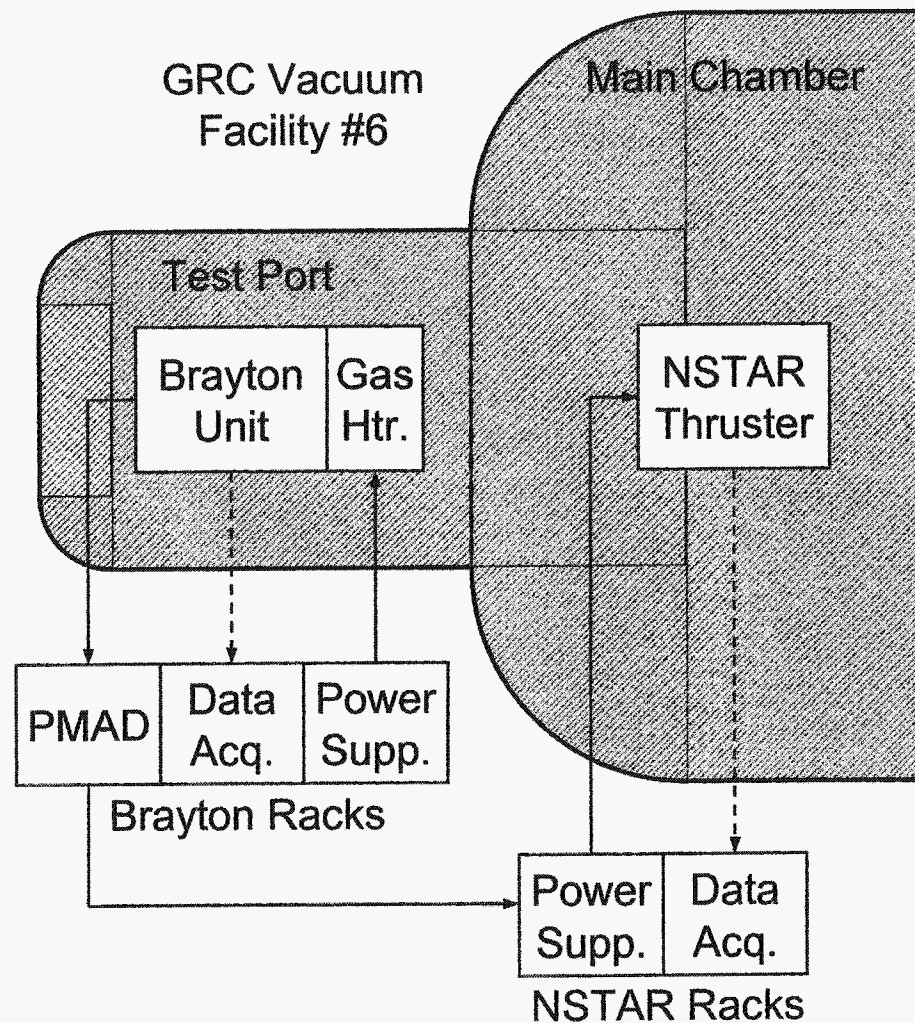 GRC Vacuum
Facility #6
Main Chamber
Test Port
Brayton
Unit
Gas
Htr.
NSTAR
Thruster
PMAD
Data
Acq.
Power
Supp.
Brayton Racks
Power
Supp.
Data
Acq.
NSTAR Racks